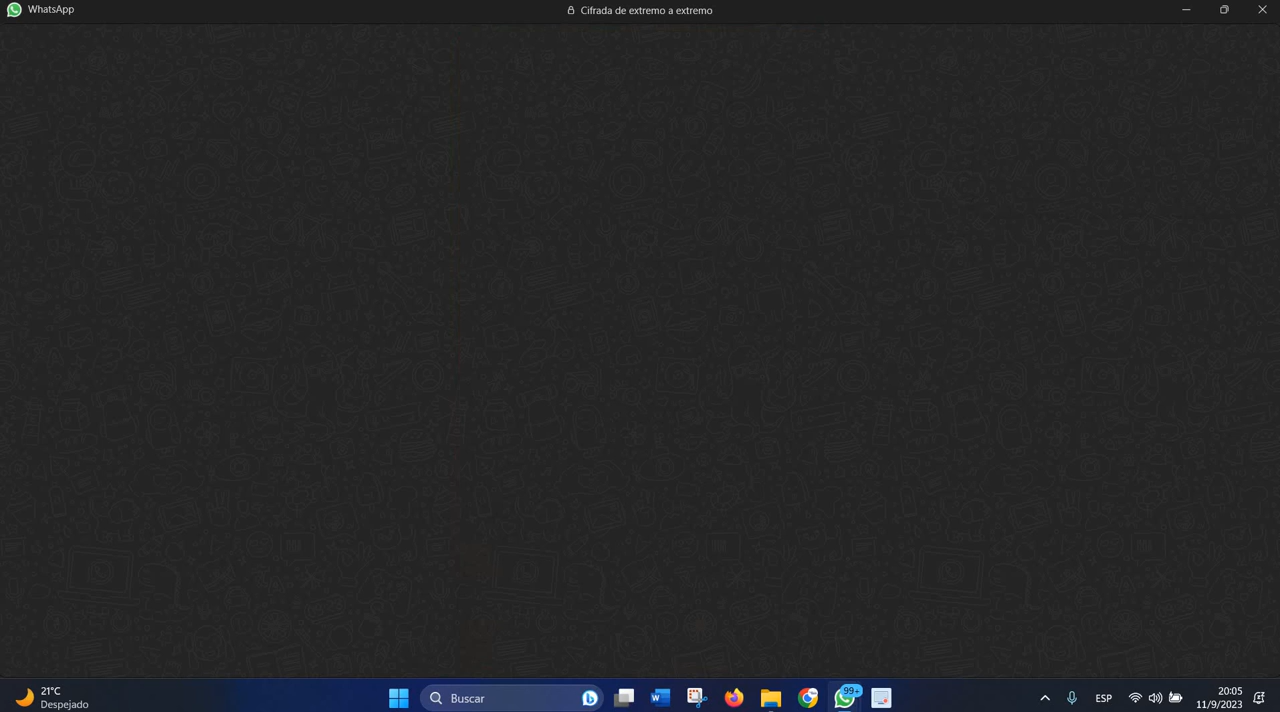 WhatsApp
Cifrada de extremo a extremo
21°C
Despejado
Buscar
99+
ESP
20:05
11/9/2023